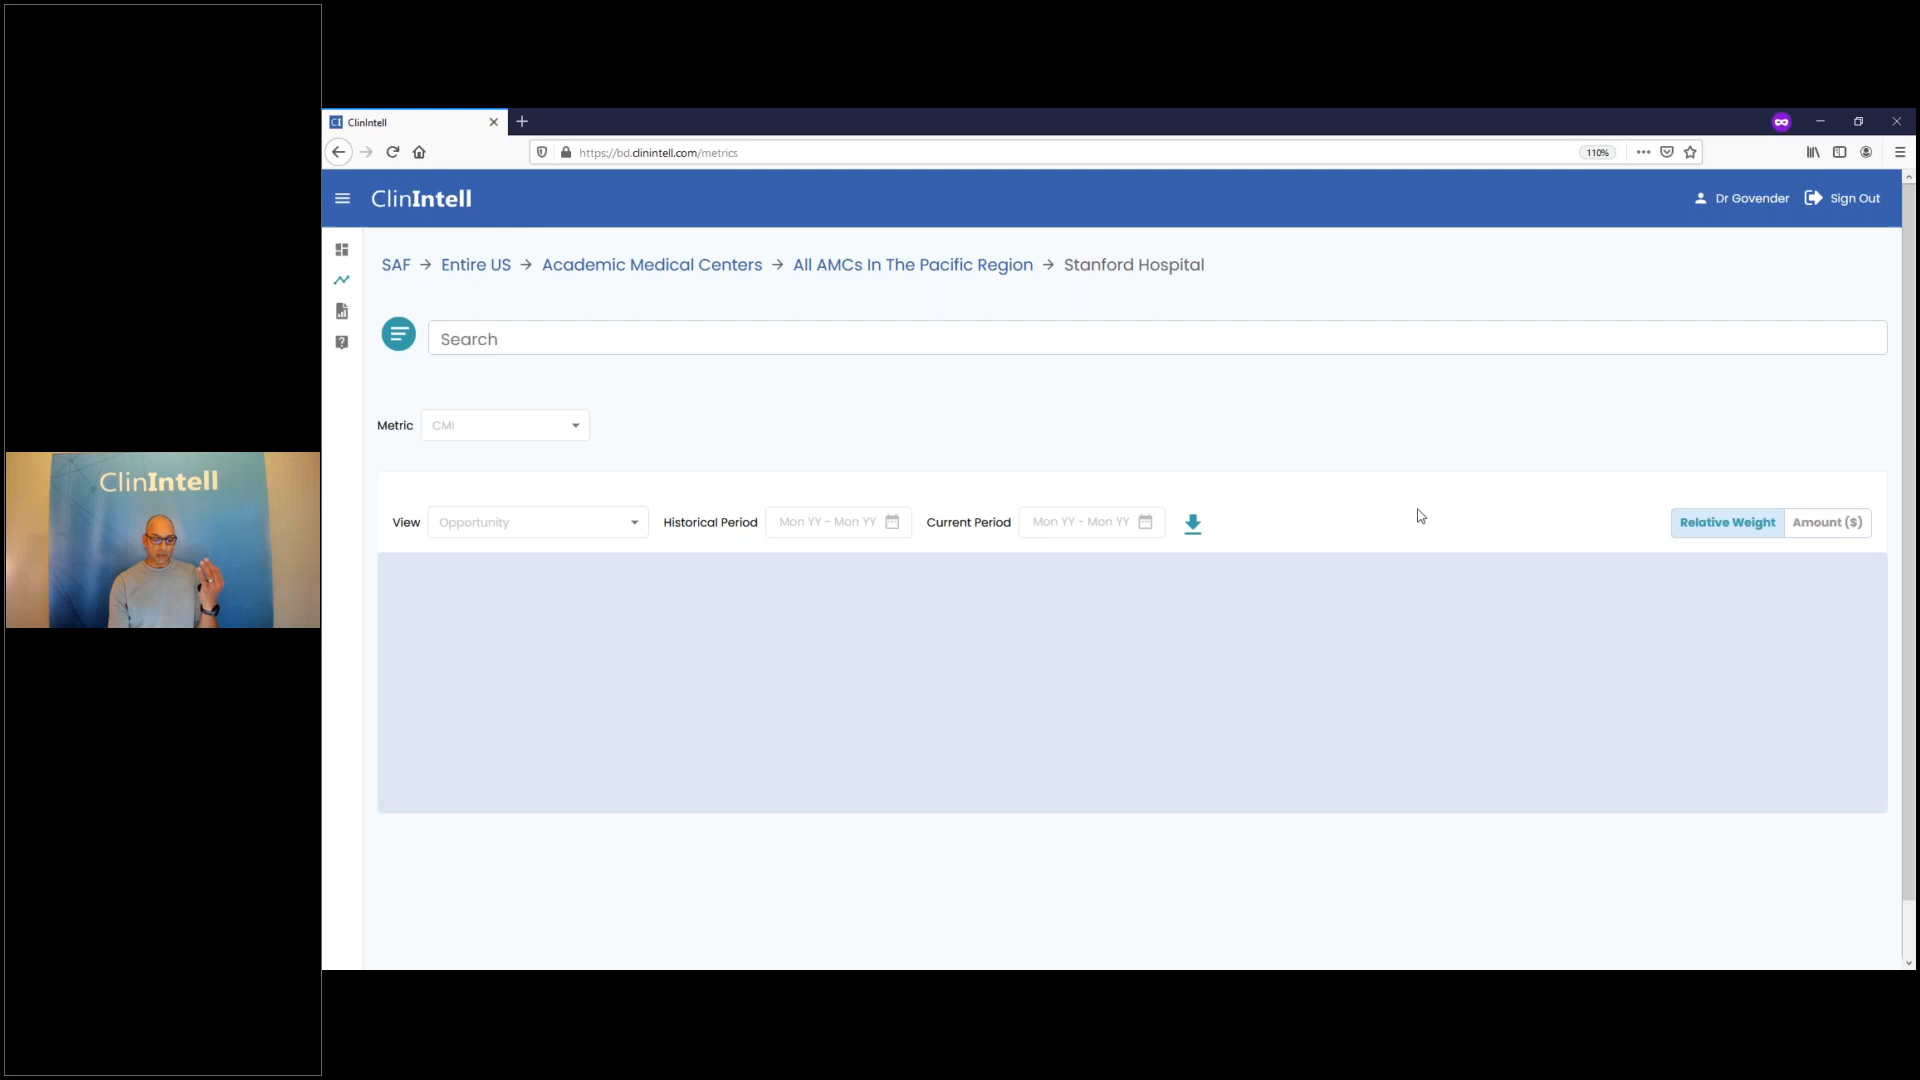 ClinIntell
CI ClinIntell
https://bd.clinintell.com/metrics
110%
ClinIntell
Dr Govender
Sign Out
SAF → Entire US → Academic Medical Centers → All AMCs In The Pacific Region → Stanford Hospital
Search
Metric CMI
View Opportunity Historical Period Mon YY - Mon YY Current Period Mon YY - Mon YY
Relative Weight Amount ($)